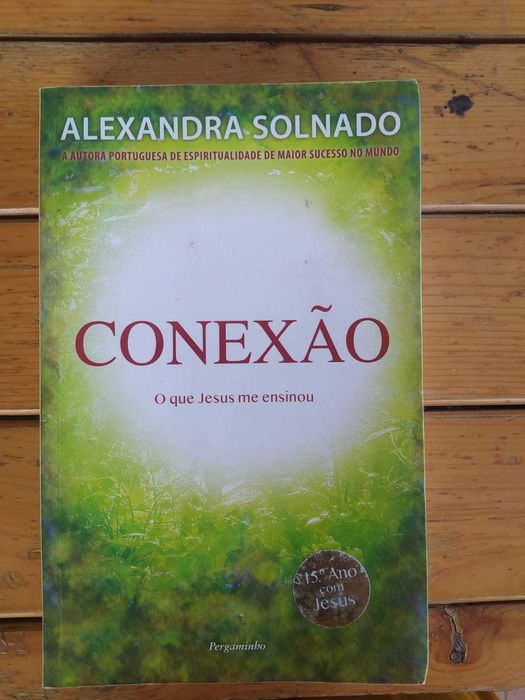 ALEXANDRA SOLNADO
A AUTORA PORTUGUESA DE ESPIRITUALIDADE DE MAIOR SUCESSO NO MUNDO
CONEXÃO
O que Jesus me ensinou
15.º Ano
com
Jesus
Pergaminho